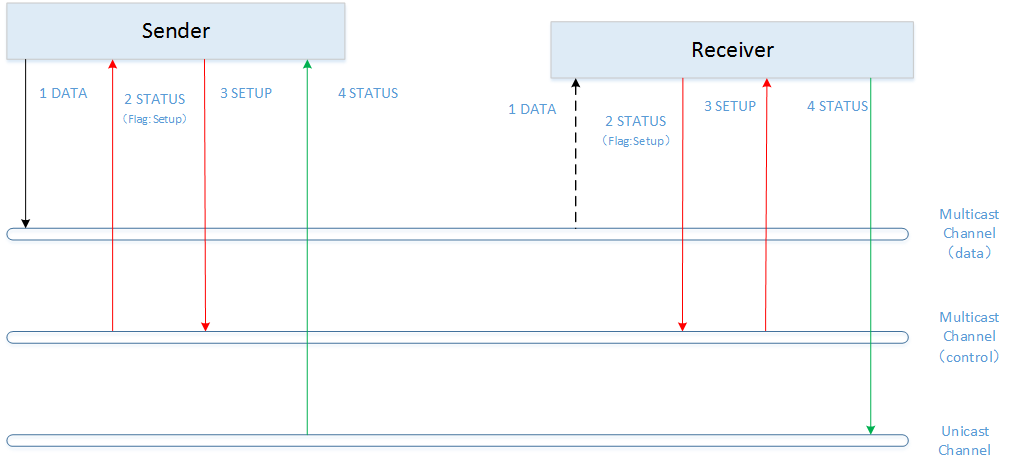 Sender
Receiver
1 DATA
2 STATUS
（Flag: Setup）
3 SETUP
4 STATUS
1 DATA
2 STATUS
（Flag:Setup）
3 SETUP
4 STATUS
Multicast
Channel
（data）
Multicast
Channel
（control）
Unicast
Channel